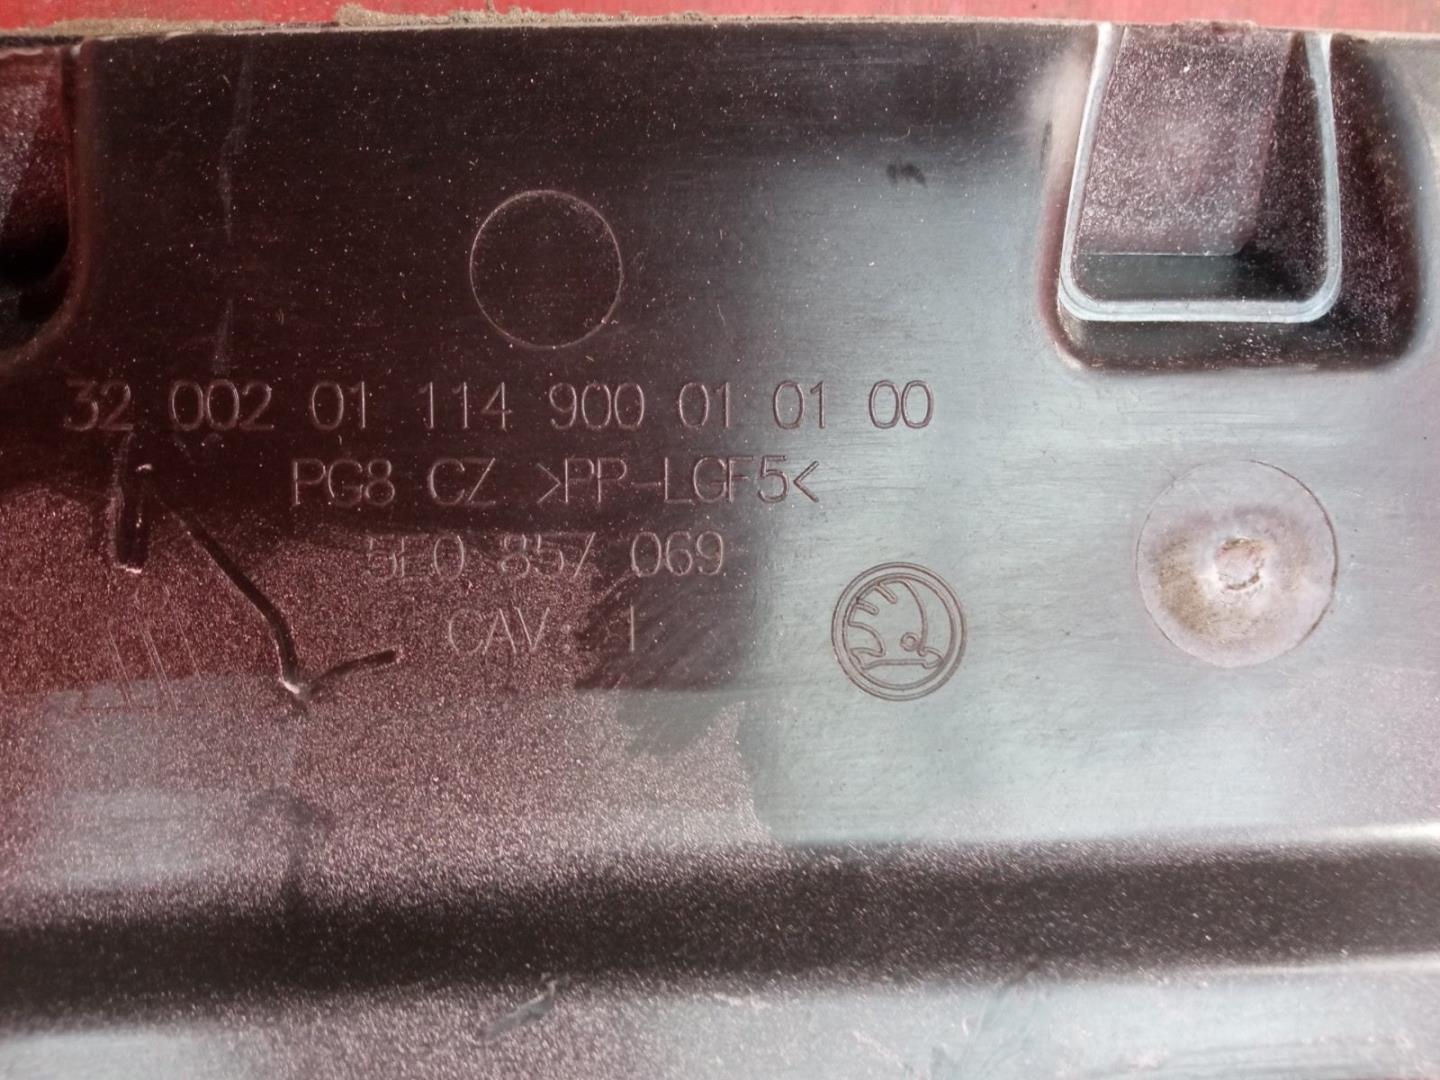 32 002 01 114 900 01 01 00
PG8 CZ >PP-LGF5<
5E0 857 069
CAV. 1